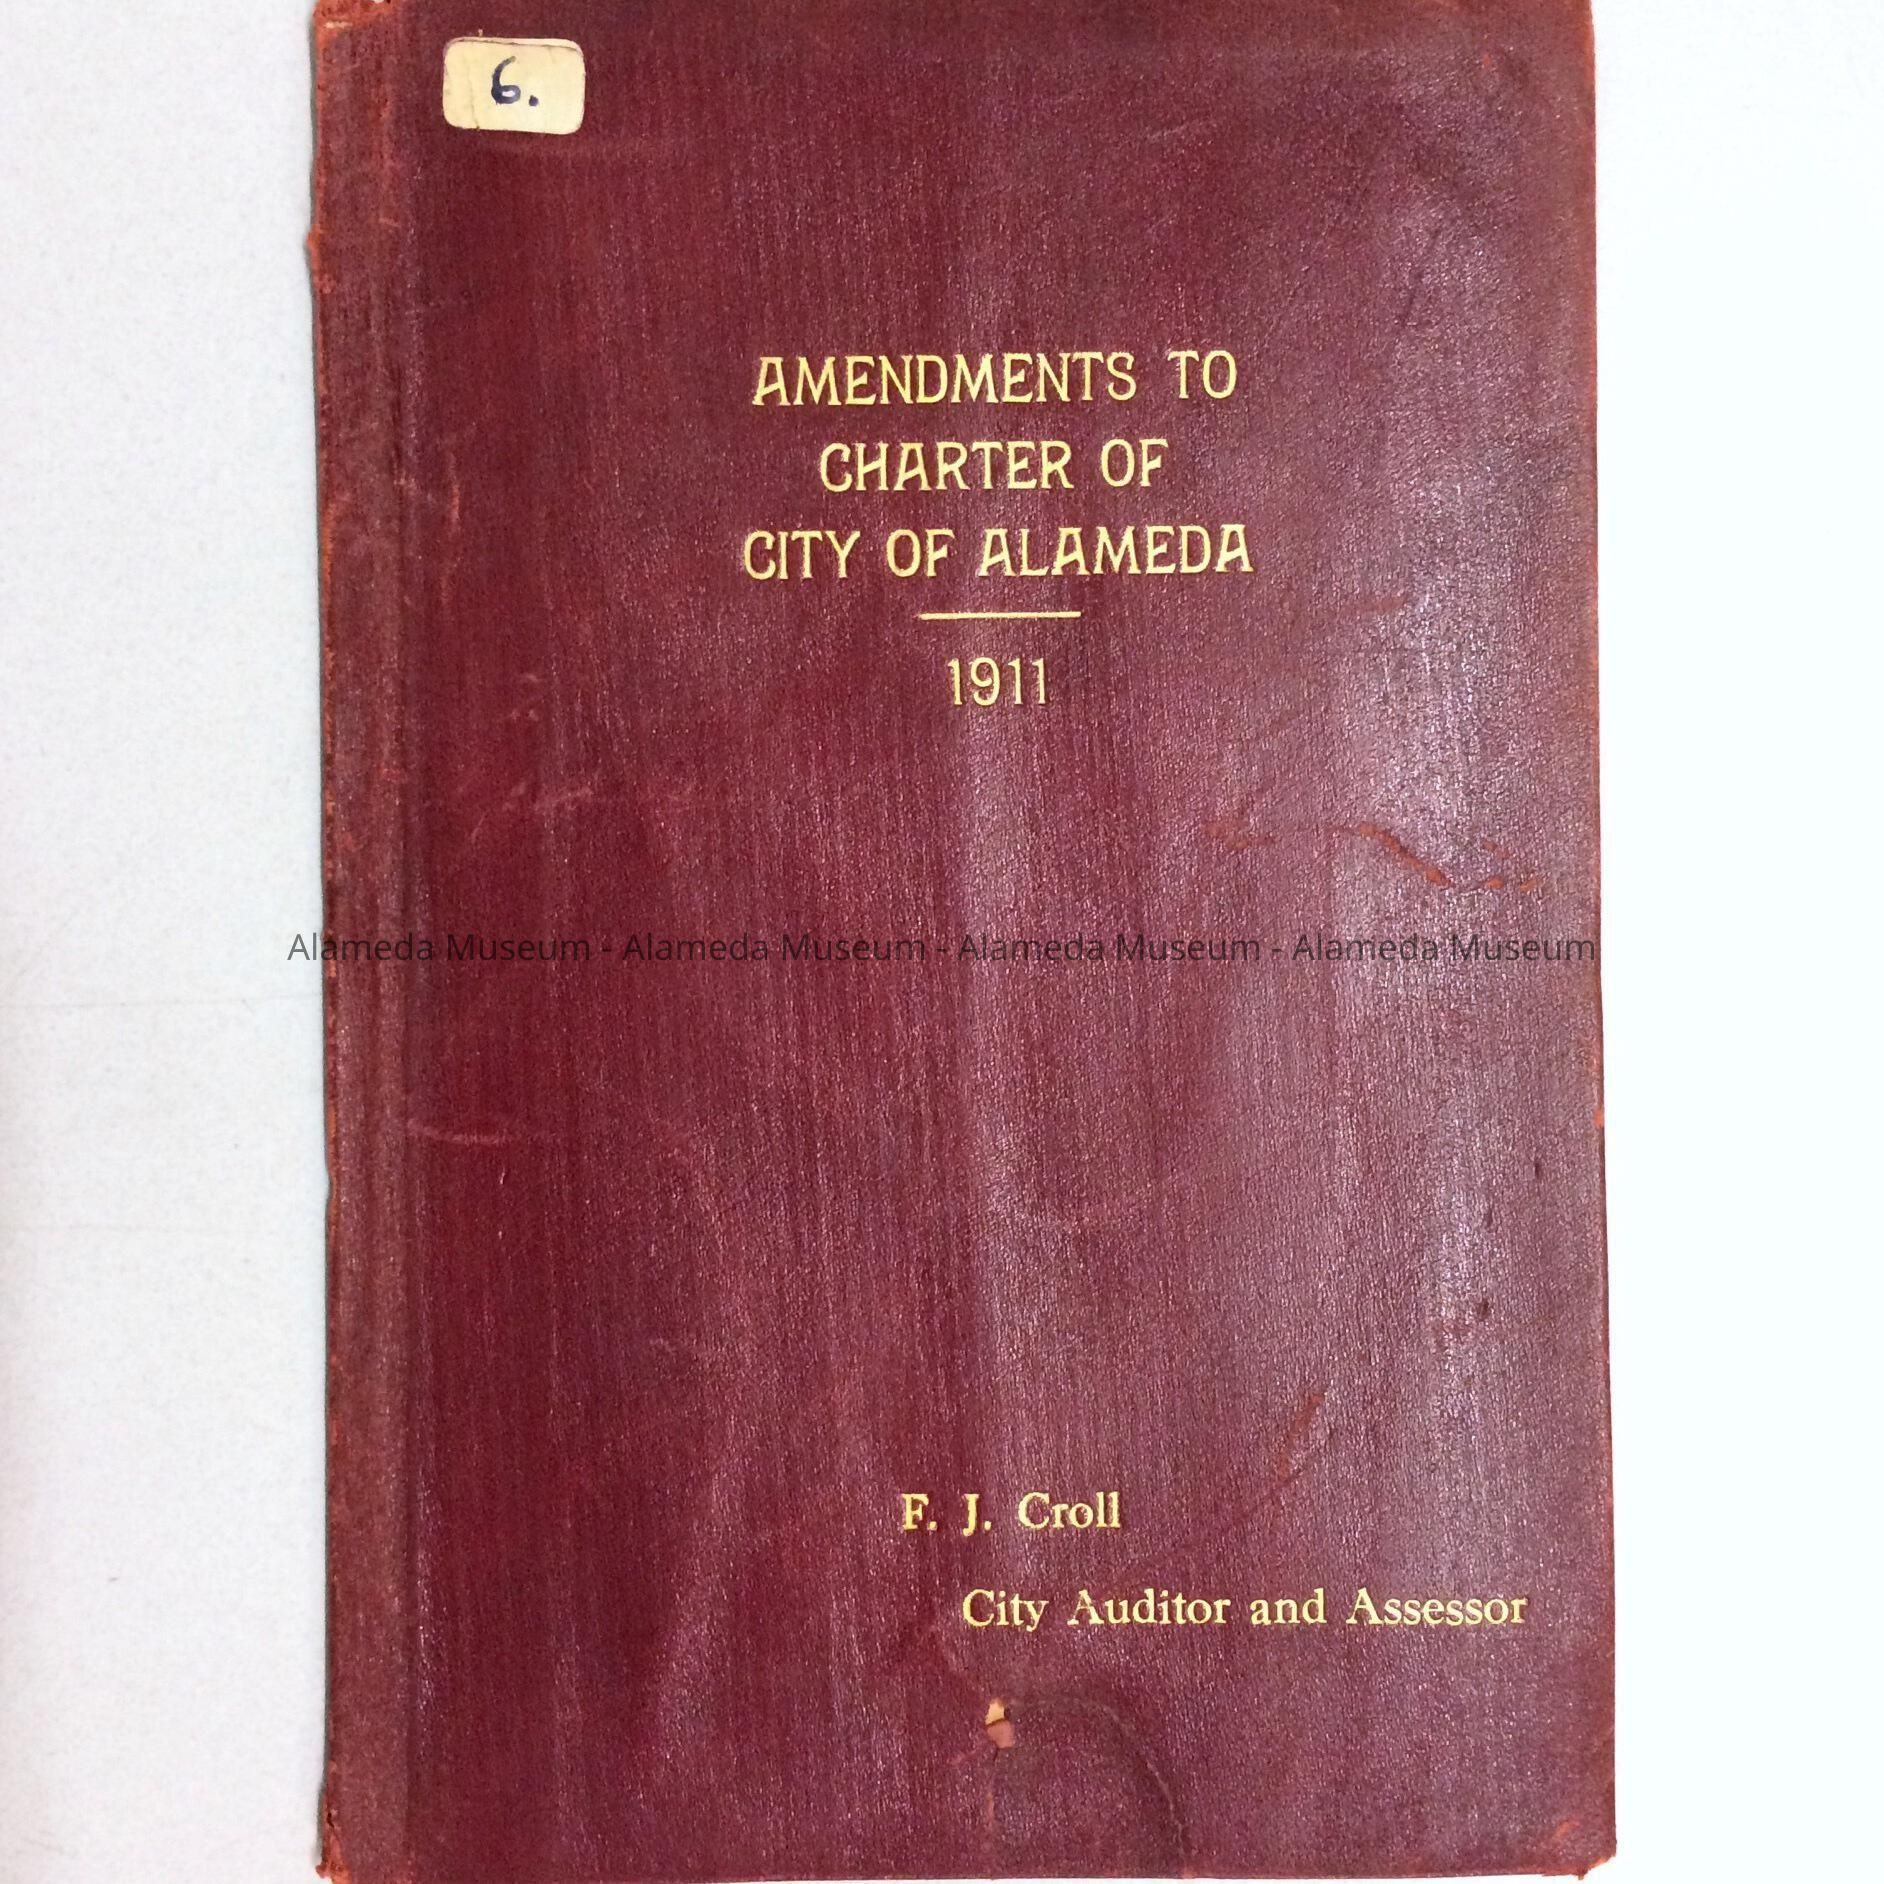 6.
AMENDMENTS TO
CHARTER OF
CITY OF ALAMEDA
1911
Alameda Museum - Alameda Museum - Alameda Museum - Alameda Museum
F. J. Croll
City Auditor and Assessor